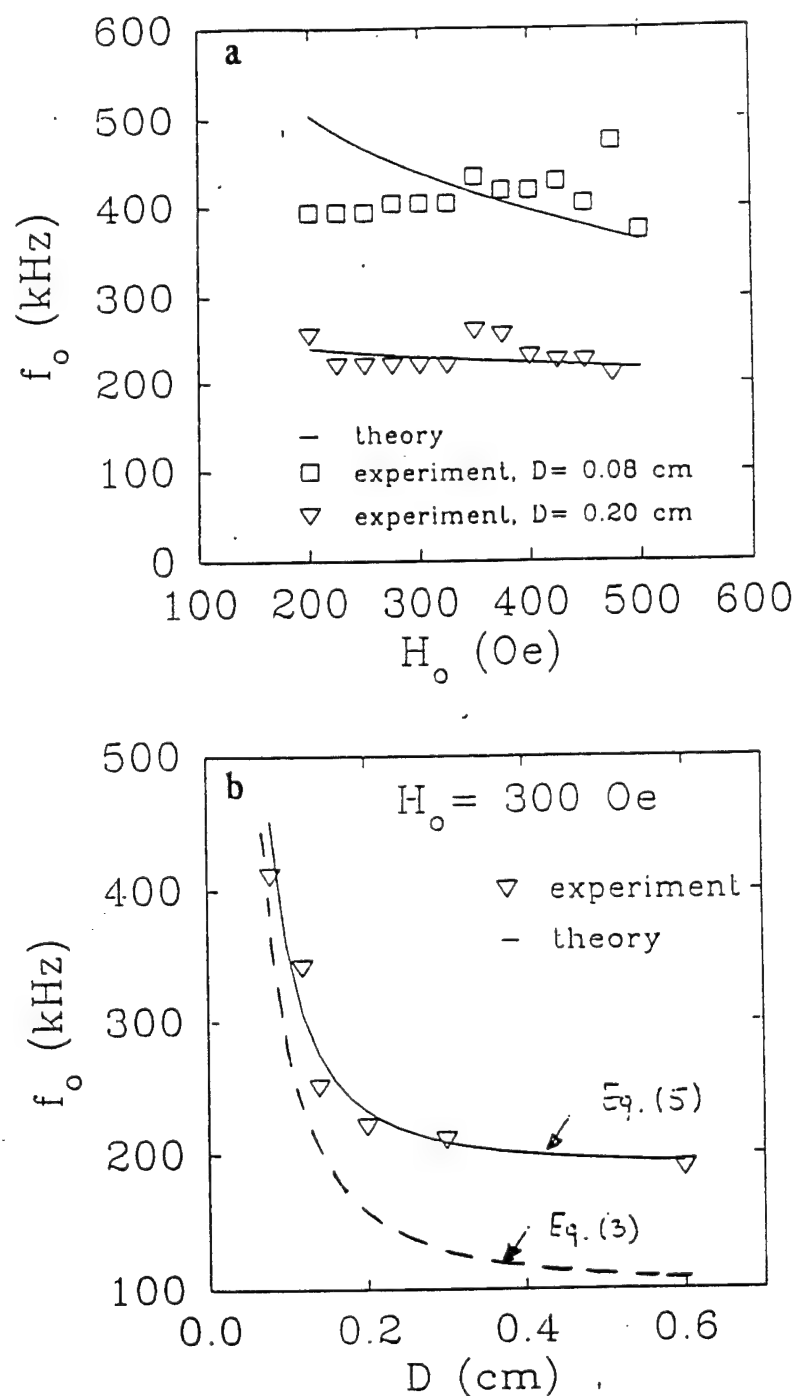 a
600
500
400
300
200
100
0
f_o (kHz)
— theory
□ experiment, D= 0.08 cm
▽ experiment, D= 0.20 cm
100 200 300 400 500 600
H_o (Oe)
b
H_o = 300 Oe
500
400
300
200
100
f_o (kHz)
▽ experiment
— theory
Eq. (5)
Eq. (3)
0.0 0.2 0.4 0.6
D (cm)